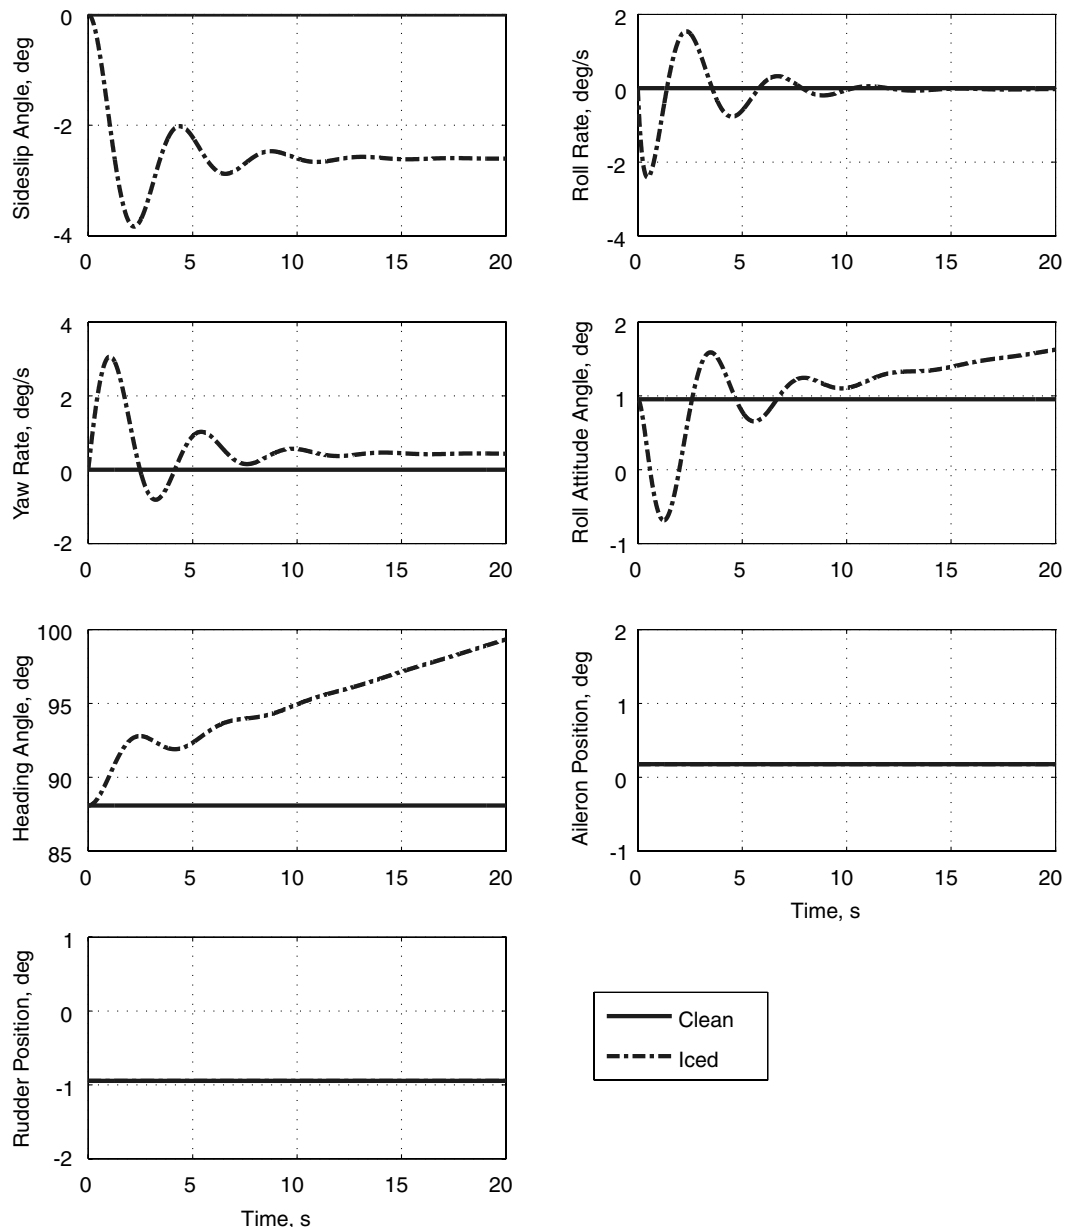 0
-2
-4
Sideslip Angle, deg
0 5 10 15 20
2
0
-2
-4
Roll Rate, deg/s
0 5 10 15 20
4
2
0
-2
Yaw Rate, deg/s
0 5 10 15 20
2
1
0
-1
Roll Attitude Angle, deg
0 5 10 15 20
100
95
90
85
Heading Angle, deg
0 5 10 15 20
2
1
0
-1
Aileron Position, deg
0 5 10 15 20
Time, s
1
0
-1
-2
Rudder Position, deg
0 5 10 15 20
Time, s
Clean
Iced